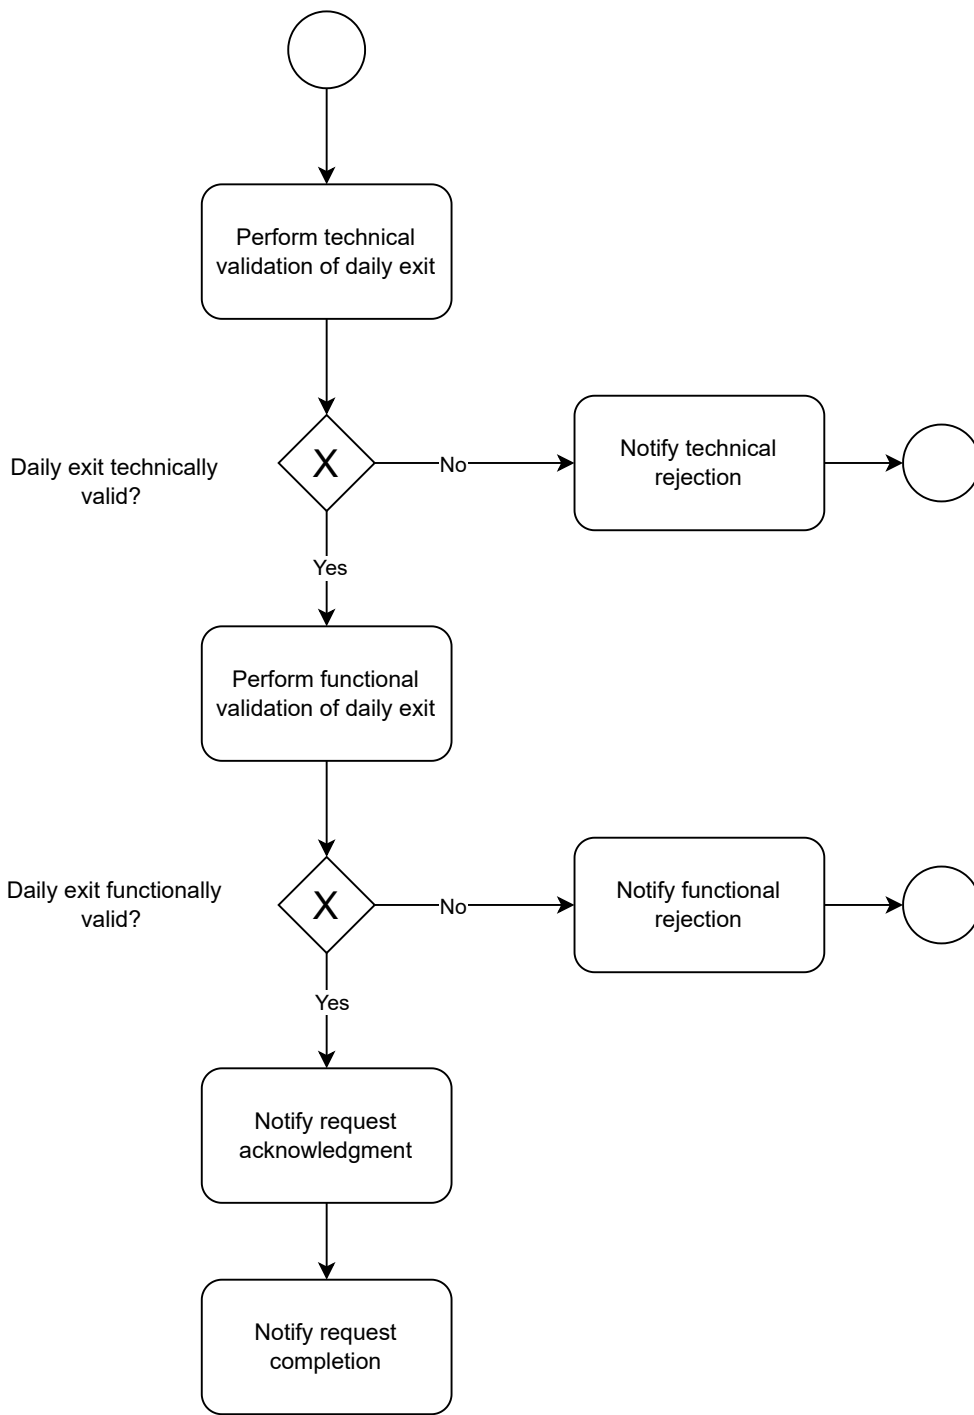 Perform technical
validation of daily exit
Daily exit technically
valid?
X
No
Notify technical
rejection
Yes
Perform functional
validation of daily exit
Daily exit functionally
valid?
X
No
Notify functional
rejection
Yes
Notify request
acknowledgment
Notify request
completion